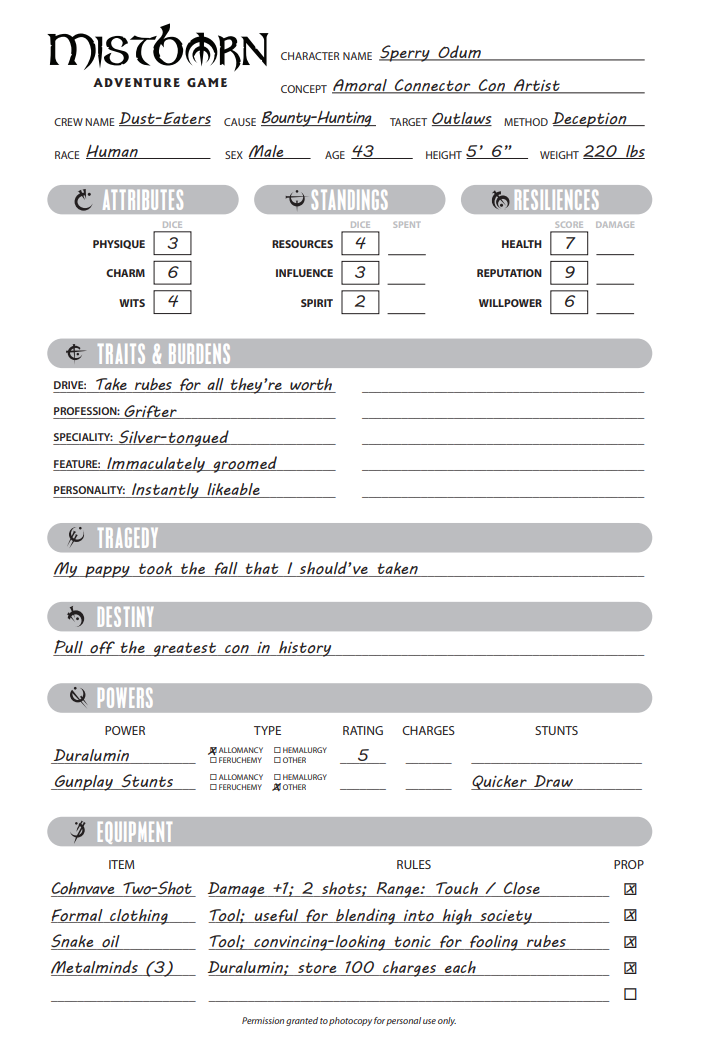 MISTBORN
ADVENTURE GAME
CHARACTER NAME Sperry Odum
CONCEPT Amoral Connector Con Artist
CREW NAME Dust-Eaters CAUSE Bounty-Hunting TARGET Outlaws METHOD Deception
RACE Human SEX Male AGE 43 HEIGHT 5' 6" WEIGHT 220 lbs
ATTRIBUTES STANDINGS RESILIENCES
DICE DICE SPENT SCORE DAMAGE
PHYSIQUE 3 RESOURCES 4 HEALTH 7
CHARM 6 INFLUENCE 3 REPUTATION 9
WITS 4 SPIRIT 2 WILLPOWER 6
TRAITS & BURDENS
DRIVE: Take rubes for all they're worth
PROFESSION: Grifter
SPECIALITY: Silver-tongued
FEATURE: Immaculately groomed
PERSONALITY: Instantly likeable
TRAGEDY
My pappy took the fall that I should've taken
DESTINY
Pull off the greatest con in history
POWERS
POWER TYPE RATING CHARGES STUNTS
Duralumin X ALLOMANCY HEMALURGY 5
FERUCHEMY OTHER
Gunplay Stunts ALLOMANCY HEMALURGY Quicker Draw
FERUCHEMY X OTHER
EQUIPMENT
ITEM RULES PROP
Cohnvave Two-Shot Damage +1; 2 shots; Range: Touch / Close X
Formal clothing Tool; useful for blending into high society X
Snake oil Tool; convincing-looking tonic for fooling rubes X
Metalminds (3) Duralumin; store 100 charges each X
Permission granted to photocopy for personal use only.